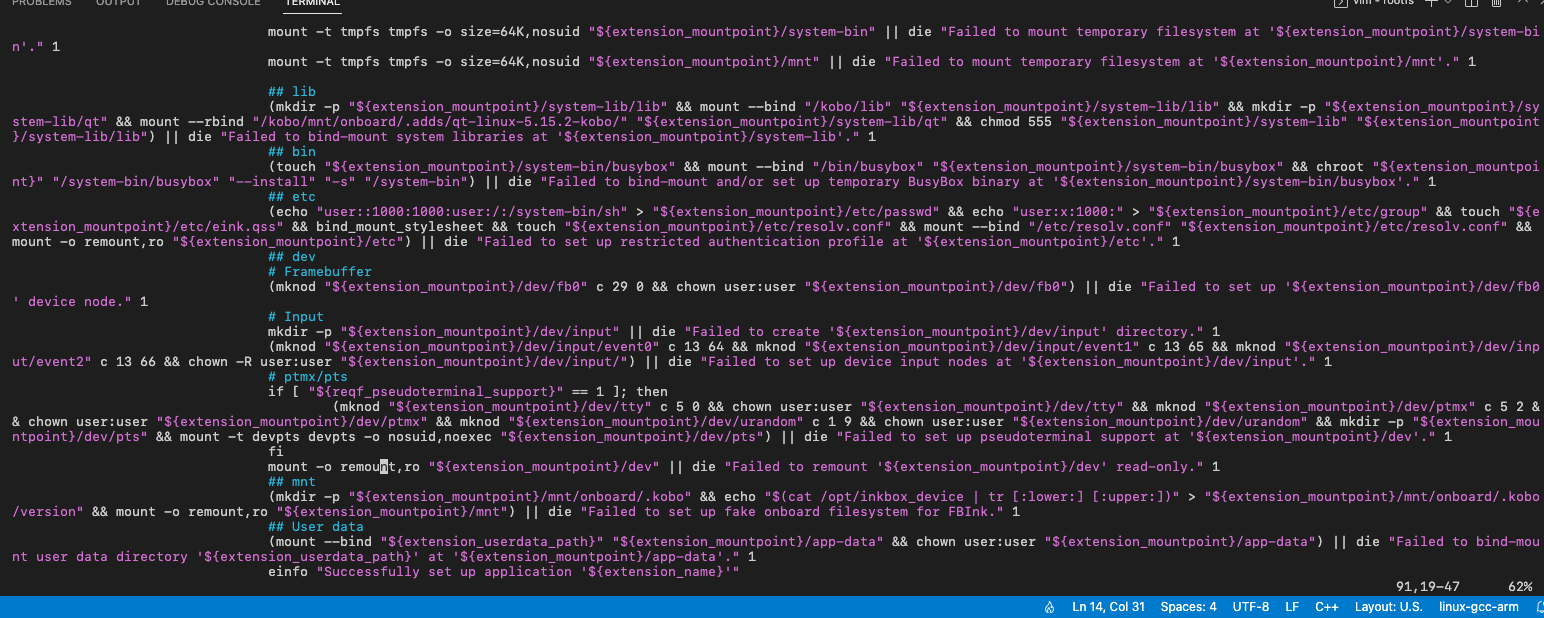 PROBLEMS OUTPUT DEBUG CONSOLE TERMINAL vim - rootfs
mount -t tmpfs tmpfs -o size=64K,nosuid "${extension_mountpoint}/system-bin" || die "Failed to mount temporary filesystem at '${extension_mountpoint}/system-bi
n'." 1
mount -t tmpfs tmpfs -o size=64K,nosuid "${extension_mountpoint}/mnt" || die "Failed to mount temporary filesystem at '${extension_mountpoint}/mnt'." 1
## lib
(mkdir -p "${extension_mountpoint}/system-lib/lib" && mount --bind "/kobo/lib" "${extension_mountpoint}/system-lib/lib" && mkdir -p "${extension_mountpoint}/sy
stem-lib/qt" && mount --rbind "/kobo/mnt/onboard/.adds/qt-linux-5.15.2-kobo/" "${extension_mountpoint}/system-lib/qt" && chmod 555 "${extension_mountpoint}/system-lib" "${extension_mountpoint
}/system-lib/lib") || die "Failed to bind-mount system libraries at '${extension_mountpoint}/system-lib'." 1
## bin
(touch "${extension_mountpoint}/system-bin/busybox" && mount --bind "/bin/busybox" "${extension_mountpoint}/system-bin/busybox" && chroot "${extension_mountpoi
nt}" "/system-bin/busybox" "--install" "-s" "/system-bin") || die "Failed to bind-mount and/or set up temporary BusyBox binary at '${extension_mountpoint}/system-bin/busybox'." 1
## etc
(echo "user::1000:1000:user:/:/system-bin/sh" > "${extension_mountpoint}/etc/passwd" && echo "user:x:1000:" > "${extension_mountpoint}/etc/group" && touch "${e
xtension_mountpoint}/etc/eink.qss" && bind_mount_stylesheet && touch "${extension_mountpoint}/etc/resolv.conf" && mount --bind "/etc/resolv.conf" "${extension_mountpoint}/etc/resolv.conf" &&
mount -o remount,ro "${extension_mountpoint}/etc") || die "Failed to set up restricted authentication profile at '${extension_mountpoint}/etc'." 1
## dev
# Framebuffer
(mknod "${extension_mountpoint}/dev/fb0" c 29 0 && chown user:user "${extension_mountpoint}/dev/fb0") || die "Failed to set up '${extension_mountpoint}/dev/fb0
' device node." 1
# Input
mkdir -p "${extension_mountpoint}/dev/input" || die "Failed to create '${extension_mountpoint}/dev/input' directory." 1
(mknod "${extension_mountpoint}/dev/input/event0" c 13 64 && mknod "${extension_mountpoint}/dev/input/event1" c 13 65 && mknod "${extension_mountpoint}/dev/inp
ut/event2" c 13 66 && chown -R user:user "${extension_mountpoint}/dev/input/") || die "Failed to set up device input nodes at '${extension_mountpoint}/dev/input'." 1
# ptmx/pts
if [ "${reqf_pseudoterminal_support}" == 1 ]; then
(mknod "${extension_mountpoint}/dev/tty" c 5 0 && chown user:user "${extension_mountpoint}/dev/tty" && mknod "${extension_mountpoint}/dev/ptmx" c 5 2 &
& chown user:user "${extension_mountpoint}/dev/ptmx" && mknod "${extension_mountpoint}/dev/urandom" c 1 9 && chown user:user "${extension_mountpoint}/dev/urandom" && mkdir -p "${extension_mou
ntpoint}/dev/pts" && mount -t devpts devpts -o nosuid,noexec "${extension_mountpoint}/dev/pts") || die "Failed to set up pseudoterminal support at '${extension_mountpoint}/dev'." 1
fi
mount -o remount,ro "${extension_mountpoint}/dev" || die "Failed to remount '${extension_mountpoint}/dev' read-only." 1
## mnt
(mkdir -p "${extension_mountpoint}/mnt/onboard/.kobo" && echo "$(cat /opt/inkbox_device | tr [:lower:] [:upper:])" > "${extension_mountpoint}/mnt/onboard/.kobo
/version" && mount -o remount,ro "${extension_mountpoint}/mnt") || die "Failed to set up fake onboard filesystem for FBInk." 1
## User data
(mount --bind "${extension_userdata_path}" "${extension_mountpoint}/app-data" && chown user:user "${extension_mountpoint}/app-data") || die "Failed to bind-mou
nt user data directory '${extension_userdata_path}' at '${extension_mountpoint}/app-data'." 1
einfo "Successfully set up application '${extension_name}'"
91,19-47 62%
Ln 14, Col 31 Spaces: 4 UTF-8 LF C++ Layout: U.S. linux-gcc-arm